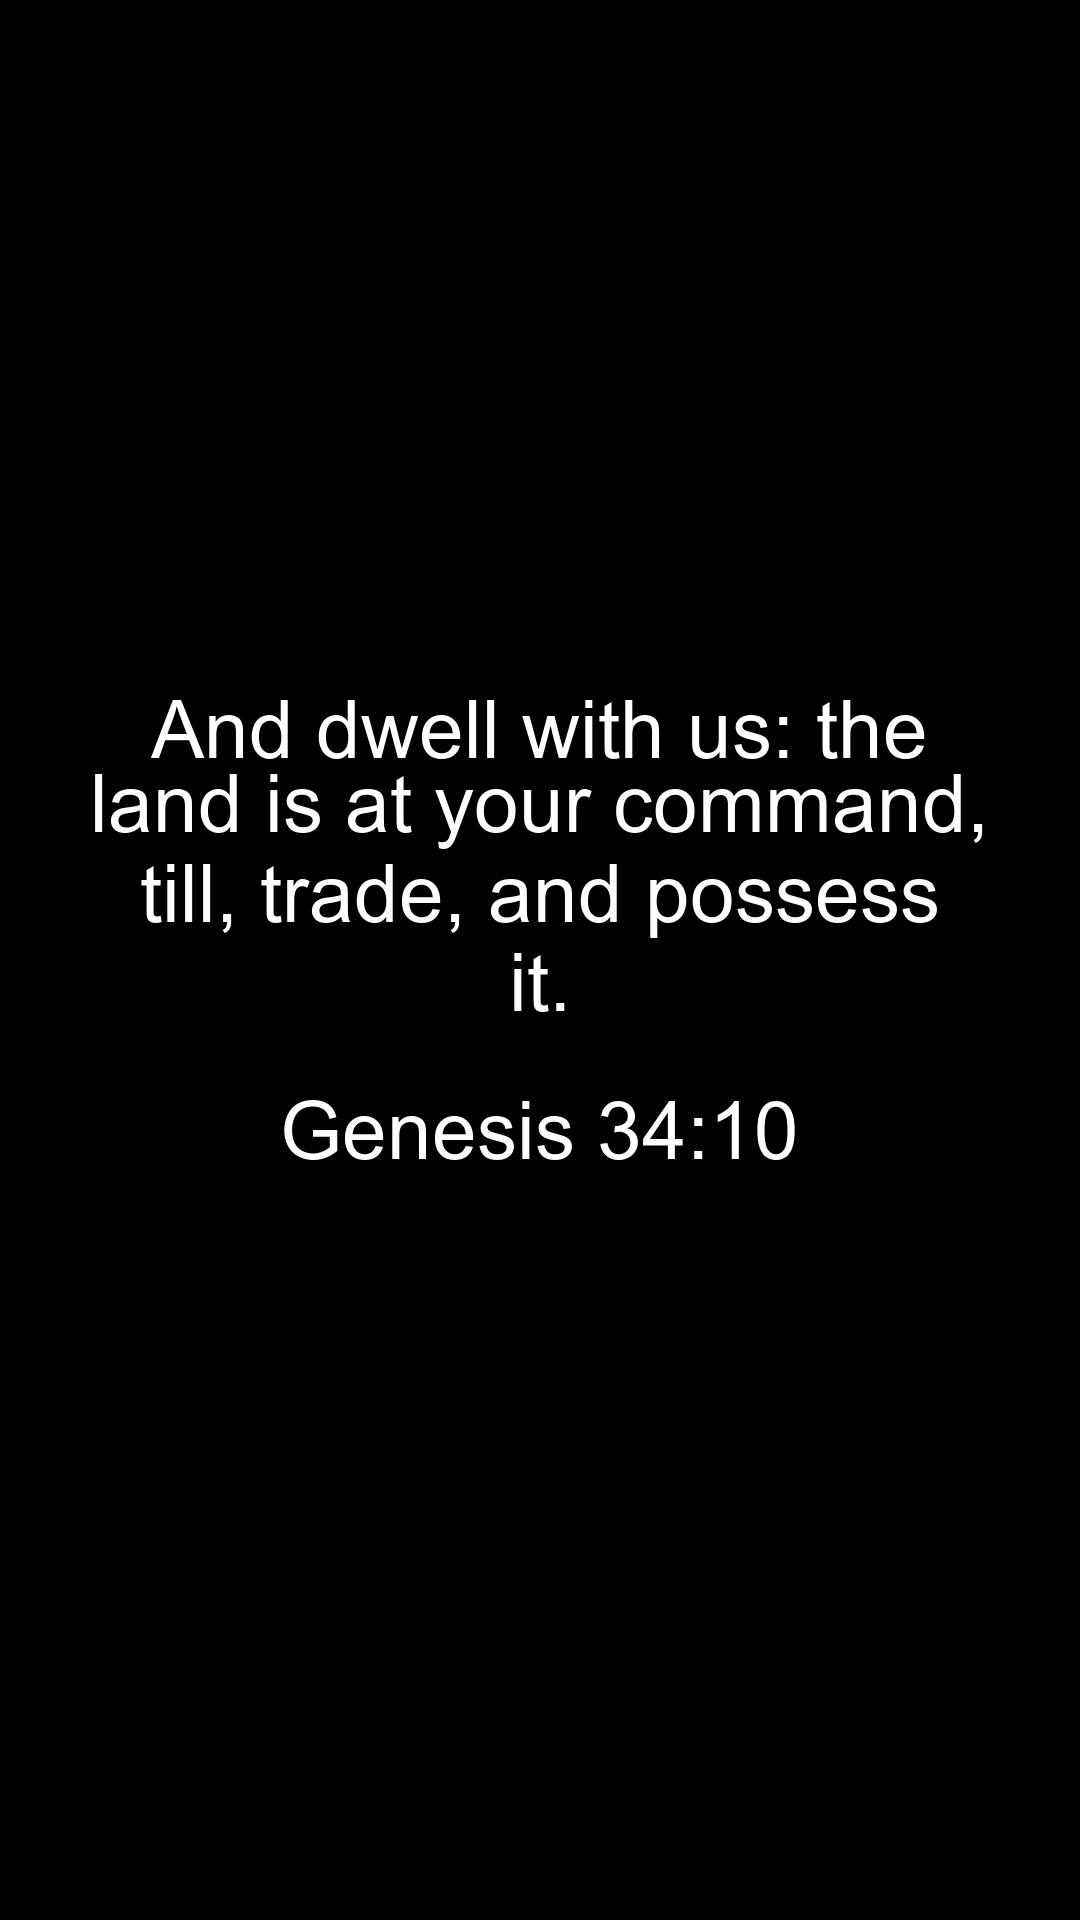 And dwell with us: the
land is at your command,
till, trade, and possess
it.
Genesis 34:10